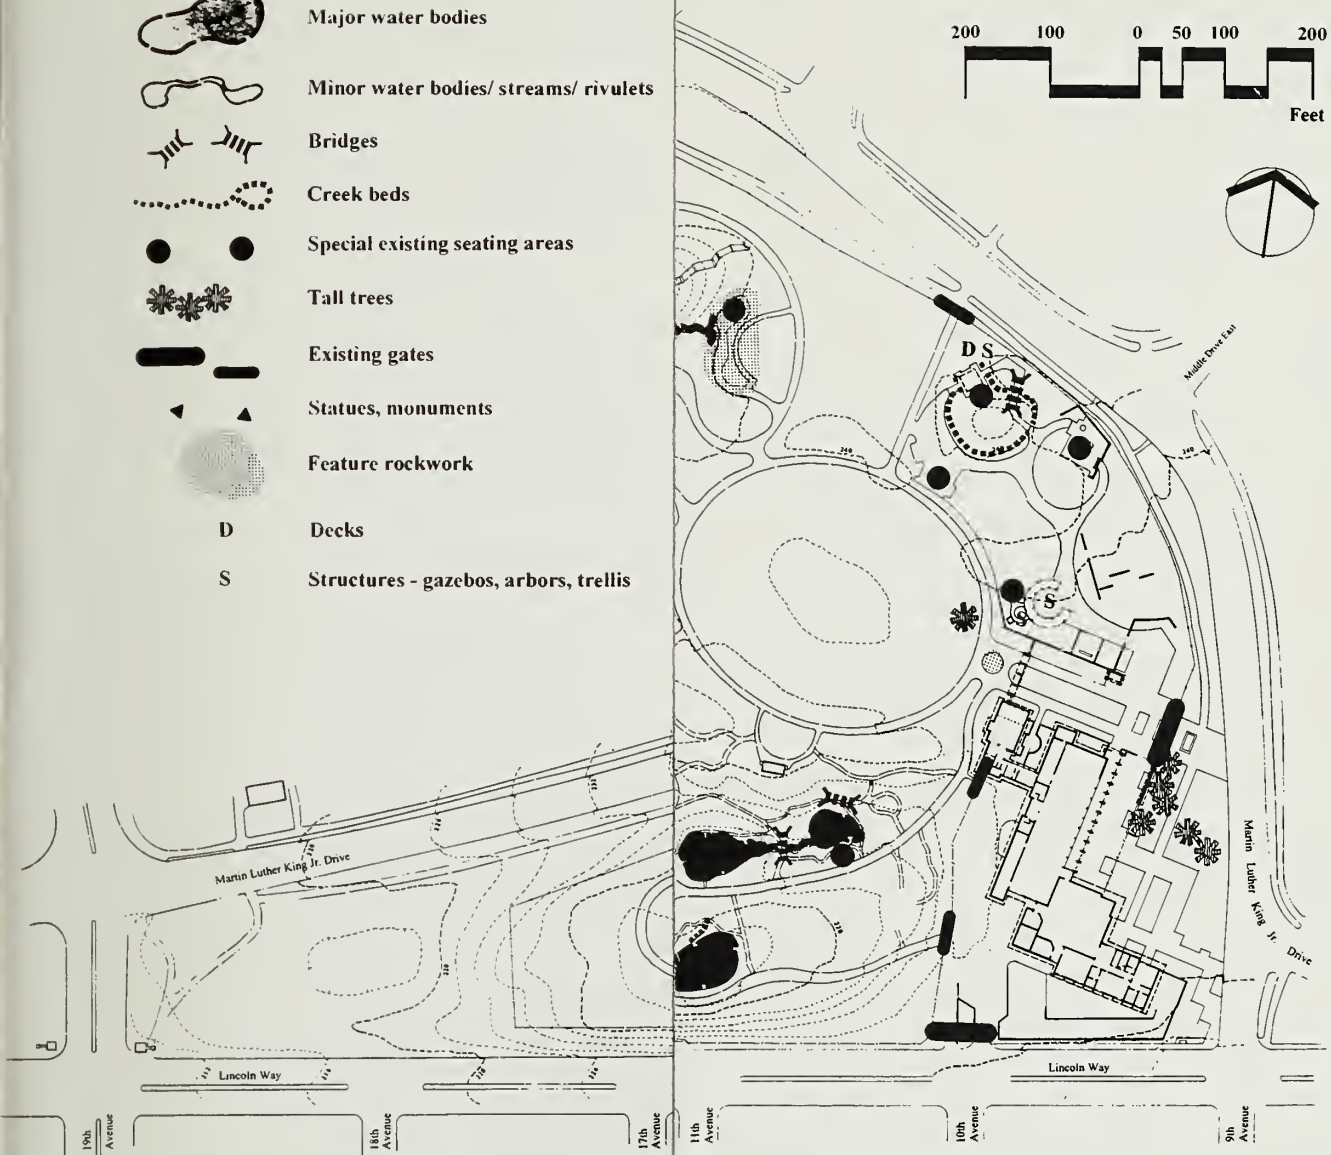 Major water bodies
Minor water bodies/ streams/ rivulets
Bridges
Creek beds
Special existing seating areas
Tall trees
Existing gates
Statues, monuments
Feature rockwork
D Decks
S Structures - gazebos, arbors, trellis
200 100 0 50 100 200
Feet
Middle Drive East
D S
240
260
S
S
Martin Luther King Jr. Drive
Martin Luther King Jr. Drive
Lincoln Way
Lincoln Way
19th Avenue
18th Avenue
17th Avenue
11th Avenue
10th Avenue
9th Avenue